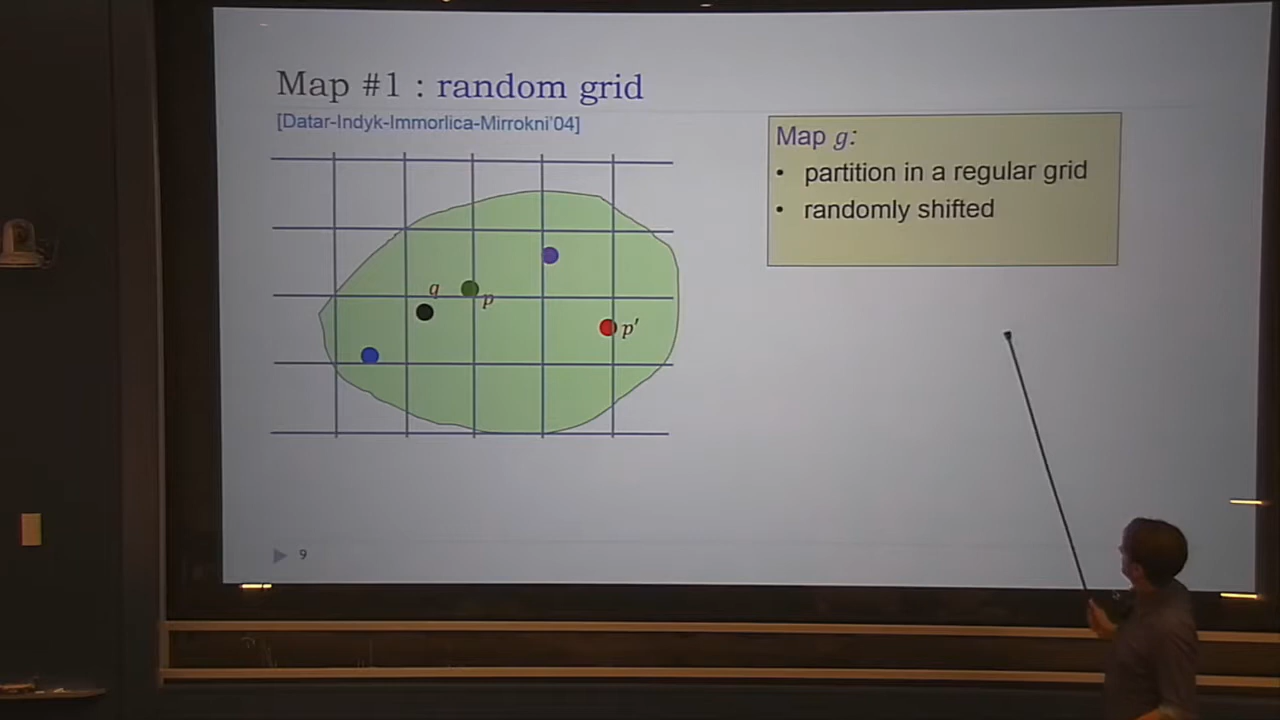 Map #1 : random grid
[Datar-Indyk-Immorlica-Mirrokni'04]
Map g:
• partition in a regular grid
• randomly shifted
q
p
p'
9